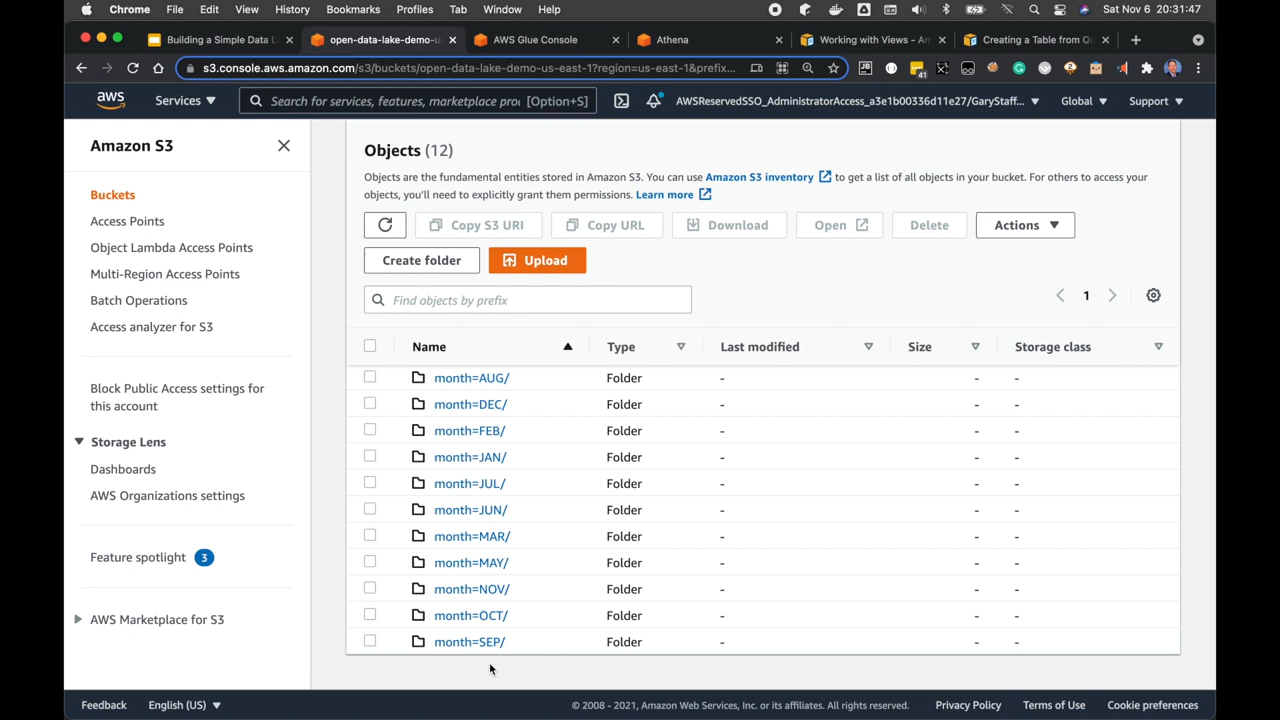 Chrome File Edit View History Bookmarks Profiles Tab Window Help Sat Nov 6 20:31:47
Building a Simple Data L open-data-lake-demo-u AWS Glue Console Athena Working with Views - Am Creating a Table from Qu
s3.console.aws.amazon.com/s3/buckets/open-data-lake-demo-us-east-1?region=us-east-1&prefix... 41
aws Services Search for services, features, marketplace pro [Option+S] AWSReservedSSO_AdministratorAccess_a3e1b00336d11e27/GaryStaff... Global Support
Amazon S3
Buckets
Access Points
Object Lambda Access Points
Multi-Region Access Points
Batch Operations
Access analyzer for S3
Block Public Access settings for
this account
Storage Lens
Dashboards
AWS Organizations settings
Feature spotlight 3
AWS Marketplace for S3
Objects (12)
Objects are the fundamental entities stored in Amazon S3. You can use Amazon S3 inventory to get a list of all objects in your bucket. For others to access your
objects, you'll need to explicitly grant them permissions. Learn more
Copy S3 URI Copy URL Download Open Delete Actions
Create folder Upload
Find objects by prefix 1
Name Type Last modified Size Storage class
month=AUG/ Folder - - -
month=DEC/ Folder - - -
month=FEB/ Folder - - -
month=JAN/ Folder - - -
month=JUL/ Folder - - -
month=JUN/ Folder - - -
month=MAR/ Folder - - -
month=MAY/ Folder - - -
month=NOV/ Folder - - -
month=OCT/ Folder - - -
month=SEP/ Folder - - -
Feedback English (US) © 2008 - 2021, Amazon Web Services, Inc. or its affiliates. All rights reserved. Privacy Policy Terms of Use Cookie preferences